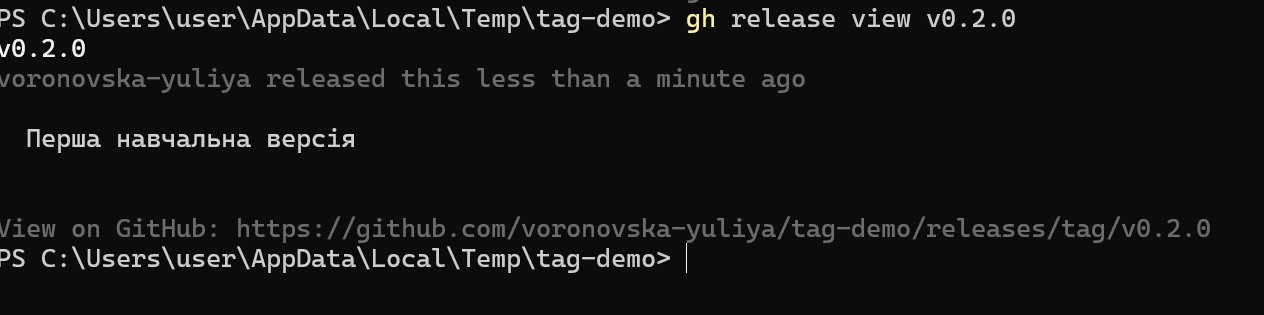 PS C:\Users\user\AppData\Local\Temp\tag-demo> gh release view v0.2.0
v0.2.0
voronovska-yuliya released this less than a minute ago
Перша навчальна версія
View on GitHub: https://github.com/voronovska-yuliya/tag-demo/releases/tag/v0.2.0
PS C:\Users\user\AppData\Local\Temp\tag-demo>